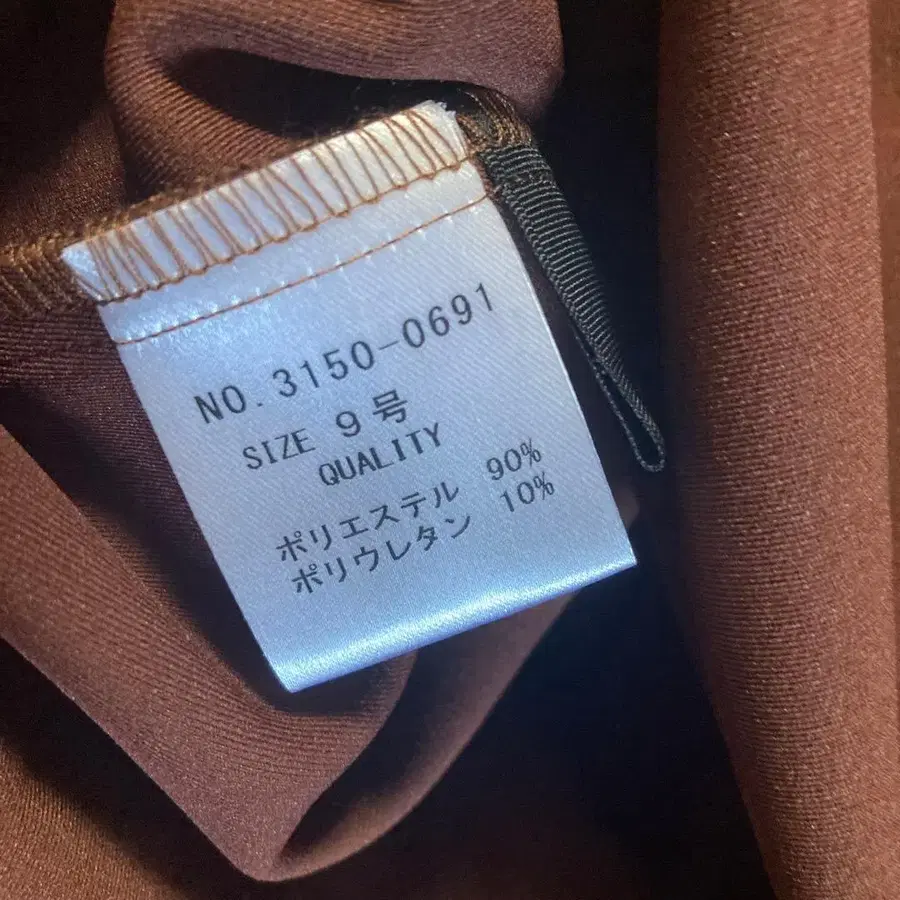 NO. 3150-0691
SIZE 9号
QUALITY
ポリエステル 90%
ポリウレタン 10%